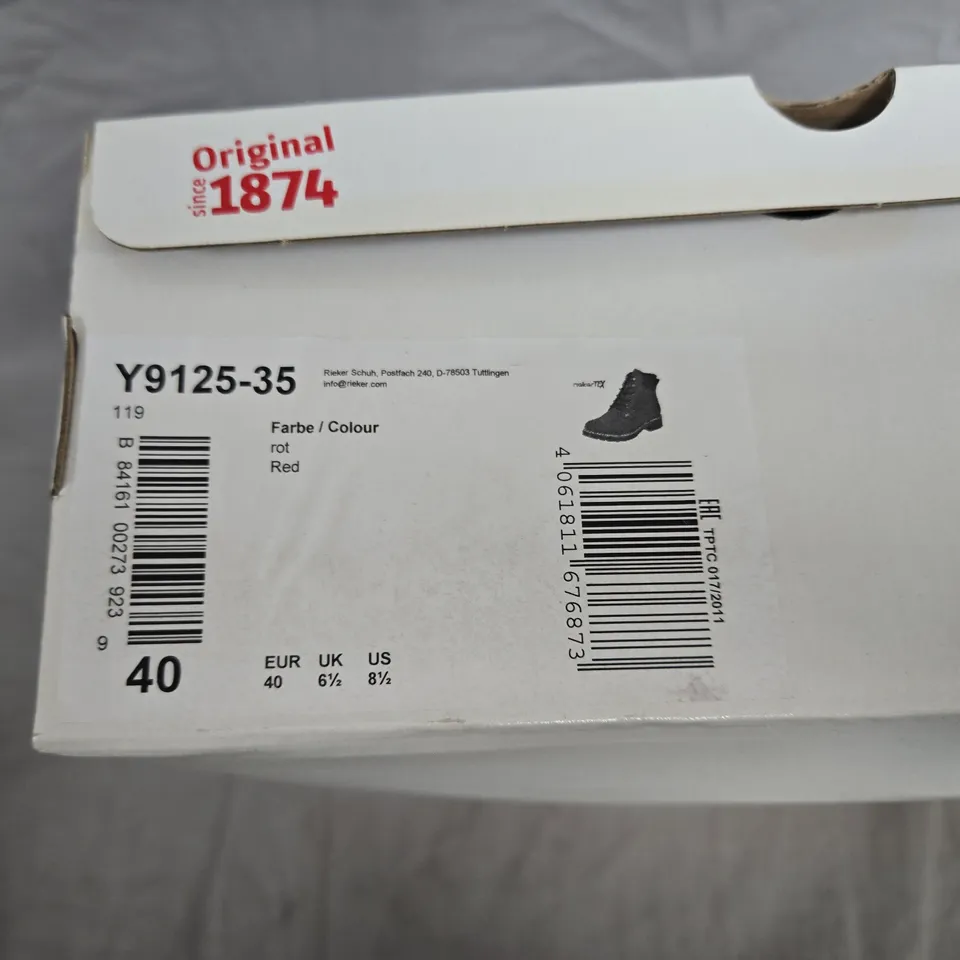 Original
since 1874
Y9125-35
119
Rieker Schuh, Postfach 240, D-78503 Tuttlingen
info@rieker.com
Farbe / Colour
rot
Red
B 84161 00273 923 9
40
EUR UK US
40 6½ 8½
4 061811 676873
EAC TPTC 017/2011